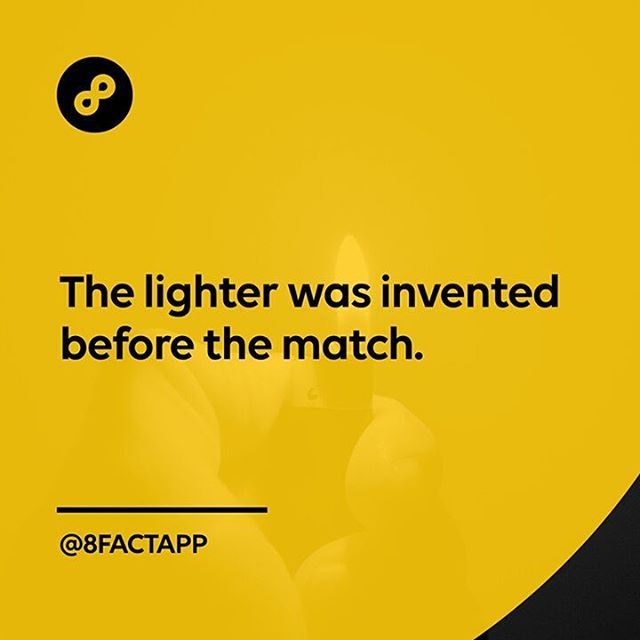 The lighter was invented
before the match.
@8FACTAPP